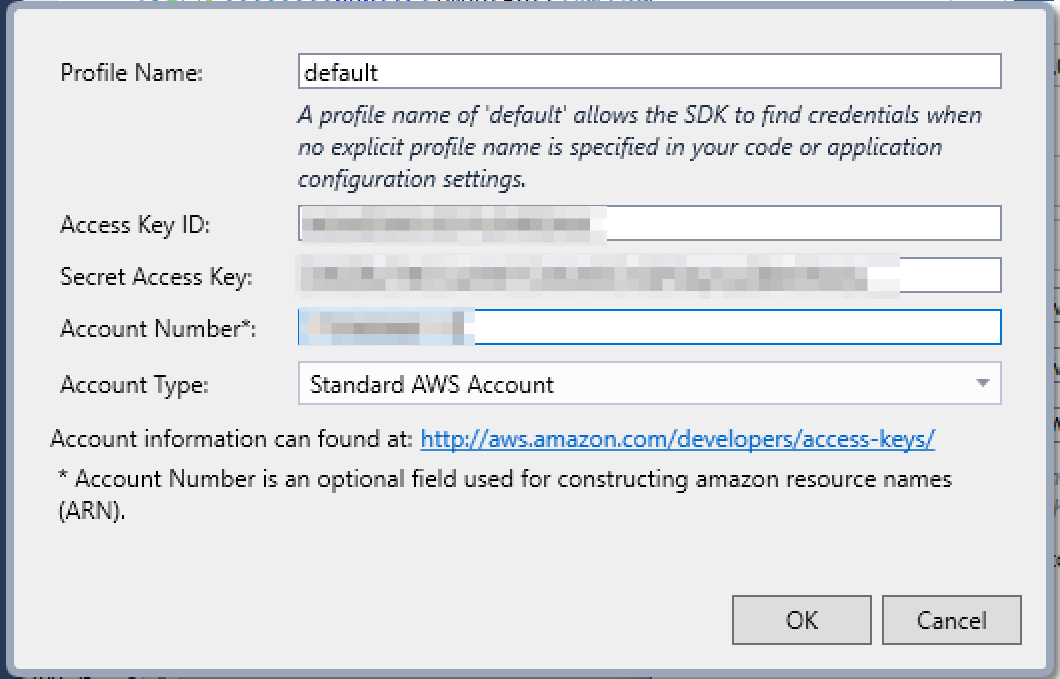 Profile Name:
default
A profile name of 'default' allows the SDK to find credentials when
no explicit profile name is specified in your code or application
configuration settings.
Access Key ID:
Secret Access Key:
Account Number*:
Account Type:
Standard AWS Account
Account information can found at: http://aws.amazon.com/developers/access-keys/
* Account Number is an optional field used for constructing amazon resource names
(ARN).
OK
Cancel